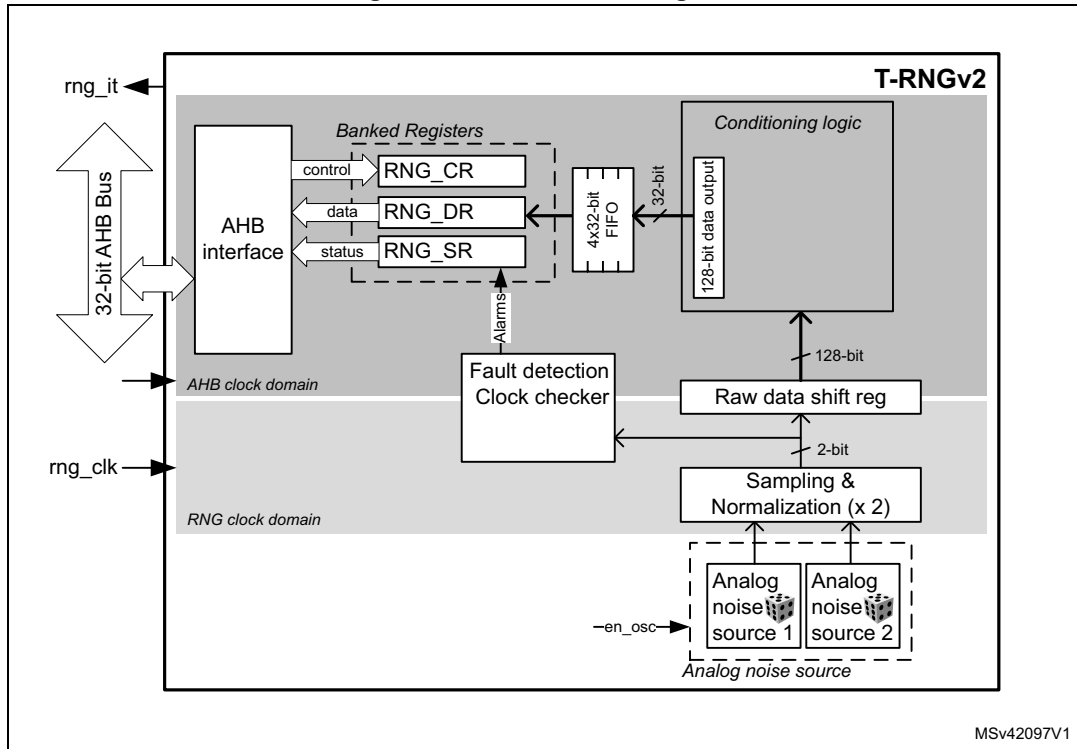 T-RNGv2
rng_it
Banked Registers
Conditioning logic
control
RNG_CR
data
RNG_DR
status
RNG_SR
AHB
interface
32-bit AHB Bus
4x32-bit
FIFO
32-bit
128-bit data output
Alarms
128-bit
Fault detection
Clock checker
AHB clock domain
Raw data shift reg
2-bit
rng_clk
Sampling &
Normalization (x 2)
RNG clock domain
Analog
noise
source 1
Analog
noise
source 2
en_osc
Analog noise source
MSv42097V1